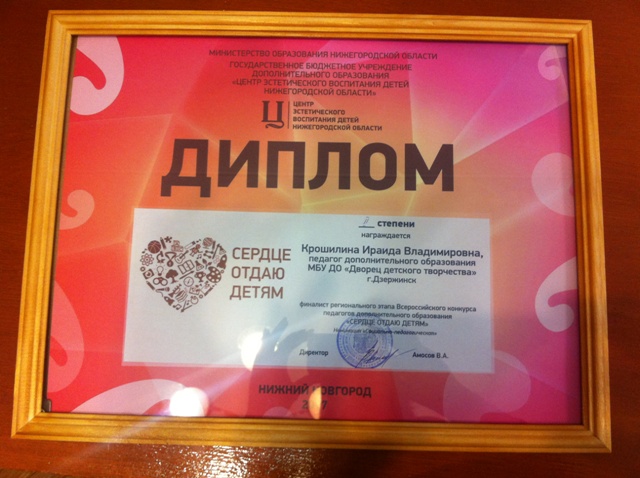 МИНИСТЕРСТВО ОБРАЗОВАНИЯ НИЖЕГОРОДСКОЙ ОБЛАСТИ
ГОСУДАРСТВЕННОЕ БЮДЖЕТНОЕ УЧРЕЖДЕНИЕ
ДОПОЛНИТЕЛЬНОГО ОБРАЗОВАНИЯ
«ЦЕНТР ЭСТЕТИЧЕСКОГО ВОСПИТАНИЯ ДЕТЕЙ
НИЖЕГОРОДСКОЙ ОБЛАСТИ»
Ц
ЦЕНТР
ЭСТЕТИЧЕСКОГО
ВОСПИТАНИЯ ДЕТЕЙ
НИЖЕГОРОДСКОЙ ОБЛАСТИ
ДИПЛОМ
СЕРДЦЕ
ОТДАЮ
ДЕТЯМ
степени
награждается
Крошилина Ираида Владимировна,
педагог дополнительного образования
МБУ ДО «Дворец детского творчества»
г.Дзержинск
финалист регионального этапа Всероссийского конкурса
педагогов дополнительного образования
«СЕРДЦЕ ОТДАЮ ДЕТЯМ»
Директор Амосов В.А.
НИЖНИЙ НОВГОРОД